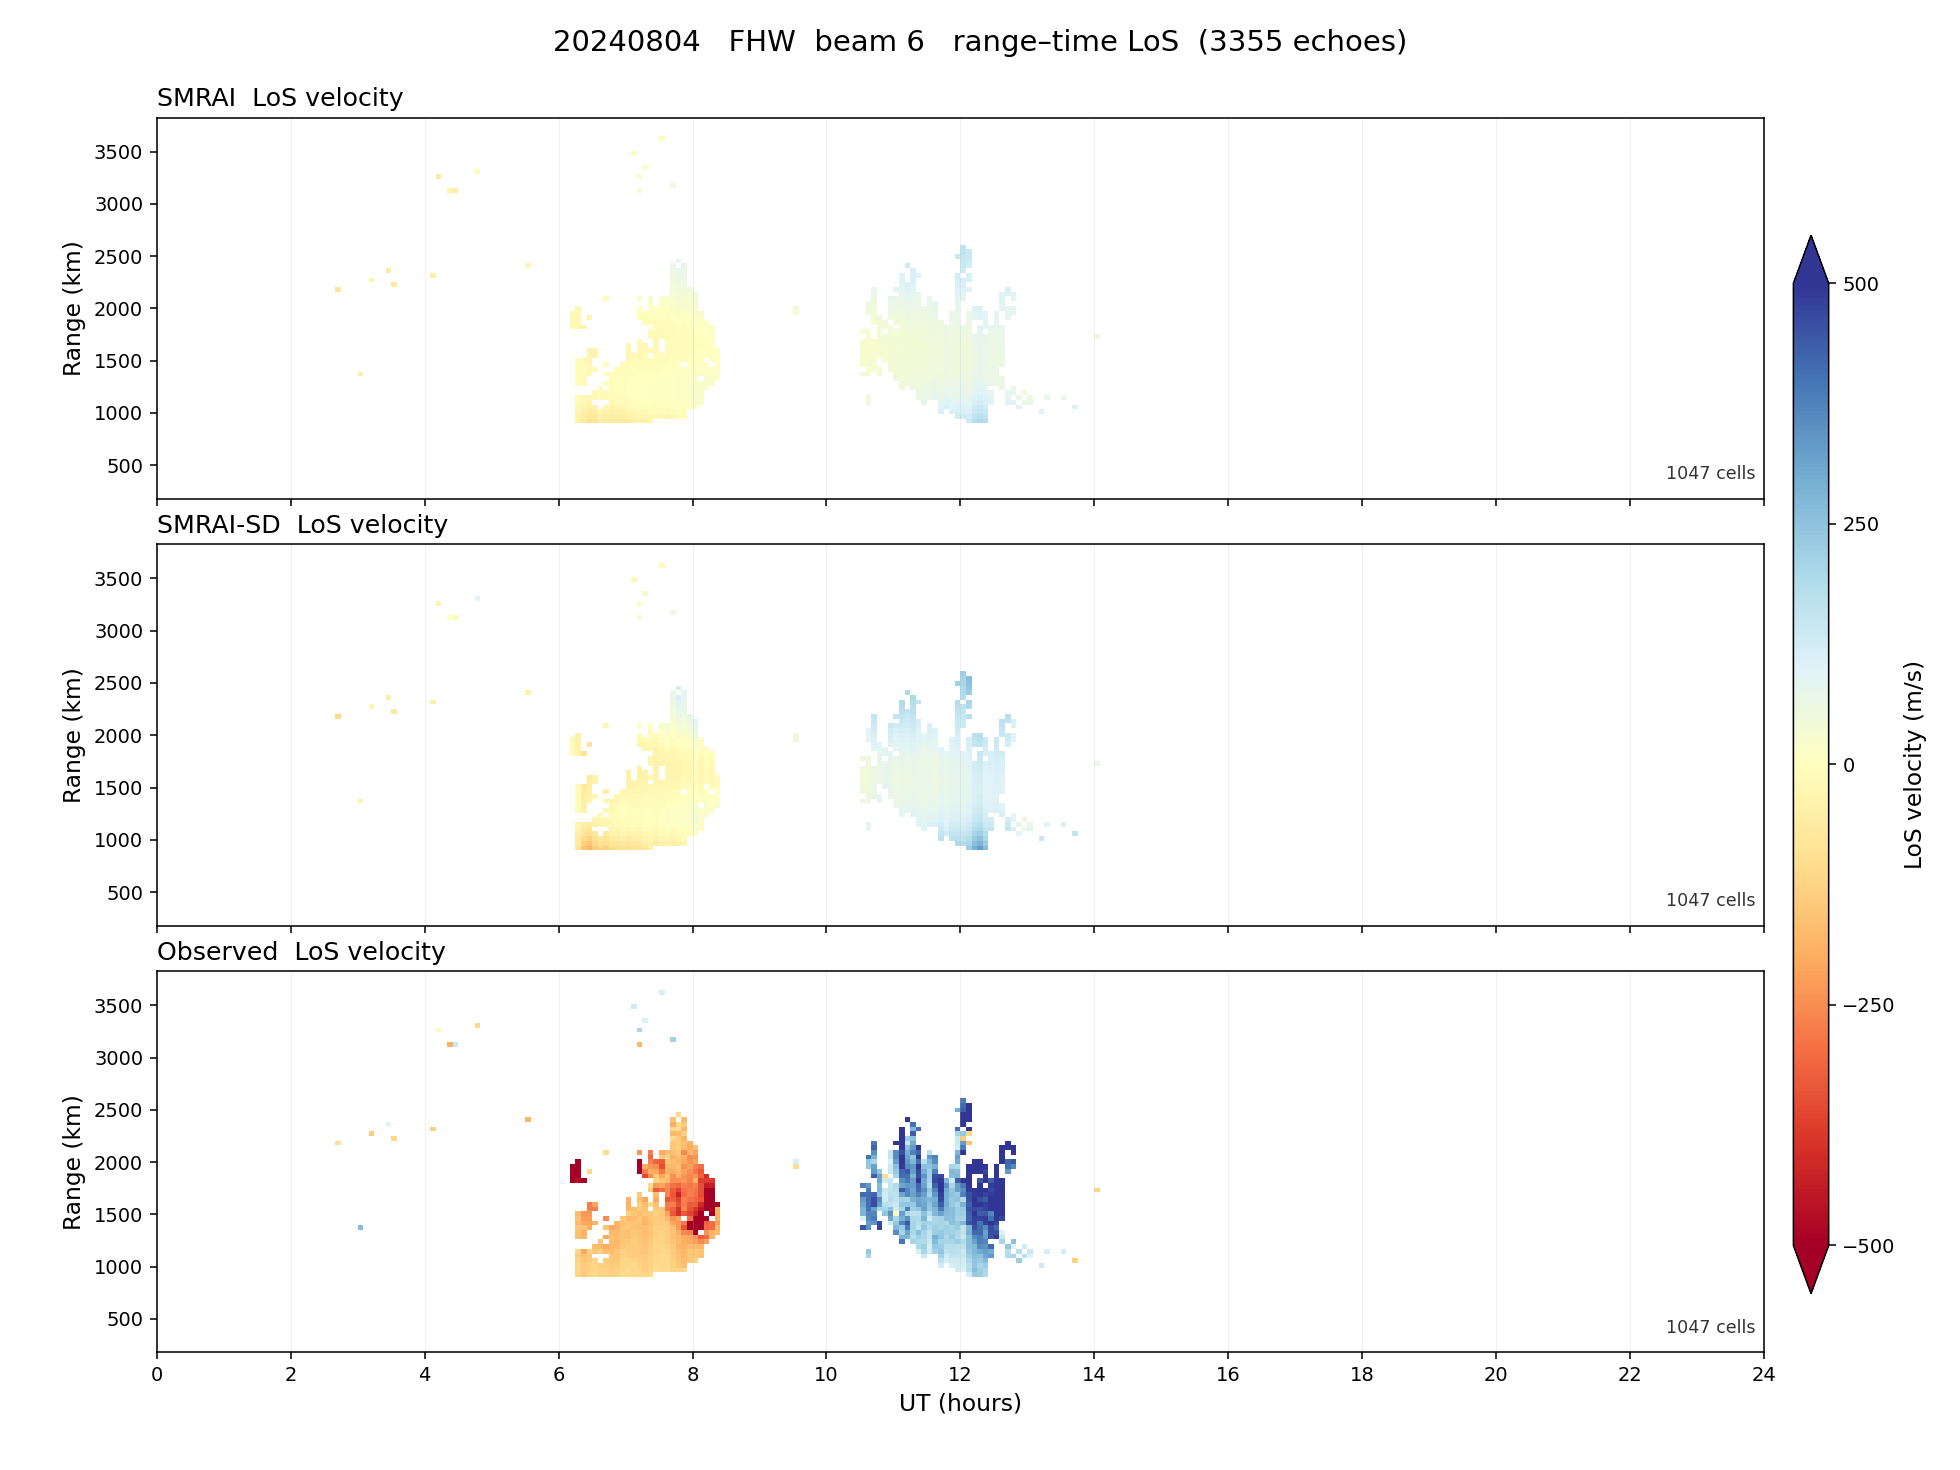 20240804   FHW  beam 6   range–time LoS  (3355 echoes)
SMRAI  LoS velocity
3500
3000
2500
2000
1500
1000
500
Range (km)
1047 cells
SMRAI-SD  LoS velocity
3500
3000
2500
2000
1500
1000
500
Range (km)
1047 cells
Observed  LoS velocity
3500
3000
2500
2000
1500
1000
500
Range (km)
1047 cells
0 2 4 6 8 10 12 14 16 18 20 22 24
UT (hours)
500
250
0
−250
−500
LoS velocity (m/s)